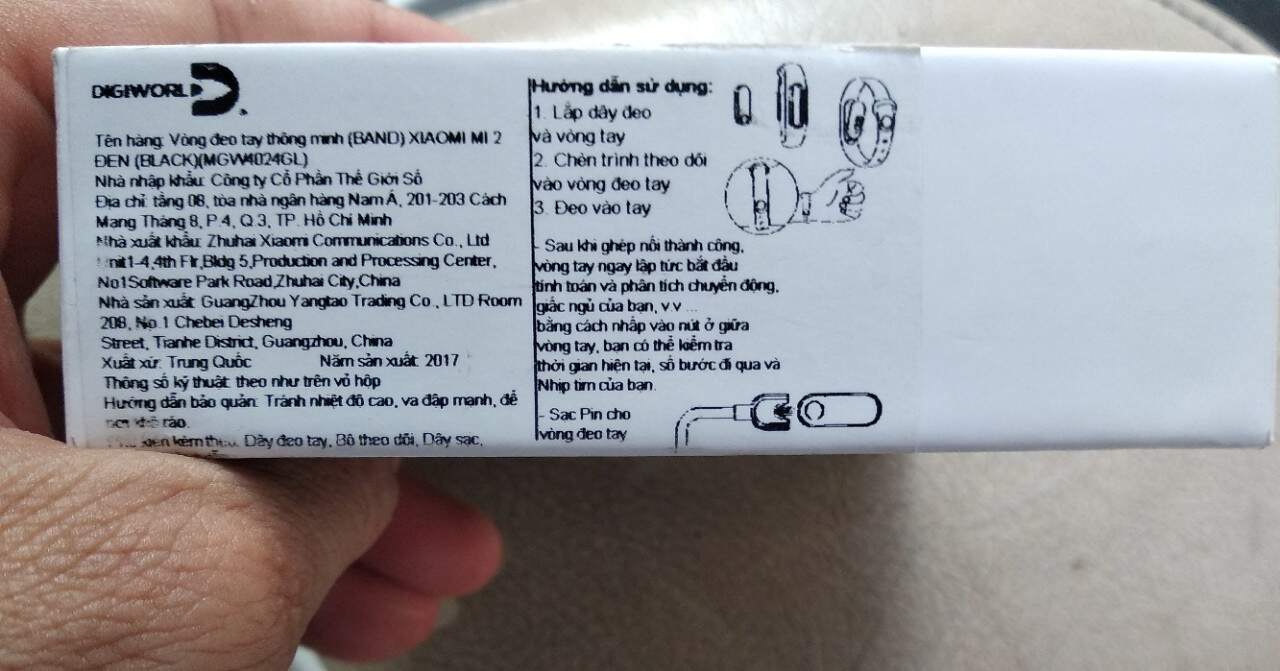 DIGIWORLD
Tên hàng: Vòng đeo tay thông minh (BAND) XIAOMI MI 2
ĐEN (BLACK)(MGW4024GL)
Nhà nhập khẩu: Công ty Cổ Phần Thế Giới Số
Địa chỉ: tầng 08, tòa nhà ngân hàng Nam Á, 201-203 Cách
Mạng Tháng 8, P.4, Q.3, TP. Hồ Chí Minh
Nhà xuất khẩu: Zhuhai Xiaomi Communications Co., Ltd
Unit1-4,4th Flr,Bldg 5,Production and Processing Center,
No1Software Park Road,Zhuhai City,China
Nhà sản xuất: GuangZhou Yangtao Trading Co., LTD Room
208, No.1 Chebei Desheng
Street, Tianhe District, Guangzhou, China
Xuất xứ: Trung Quốc Năm sản xuất: 2017
Thông số kỹ thuật: theo như trên vỏ hộp
Hướng dẫn bảo quản: Tránh nhiệt độ cao, va đập mạnh, để
nơi khô ráo.
kiện kèm theo: Dây đeo tay, Bộ theo dõi, Dây sạc,
Hướng dẫn sử dụng:
1. Lắp dây đeo
và vòng tay
2. Chèn trình theo dõi
vào vòng đeo tay
3. Đeo vào tay
- Sau khi ghép nối thành công,
vòng tay ngay lập tức bắt đầu
tính toán và phân tích chuyển động,
giấc ngủ của bạn, v.v ...
bằng cách nhấp vào nút ở giữa
vòng tay, bạn có thể kiểm tra
thời gian hiện tại, số bước đi qua và
Nhịp tim của bạn.
- Sạc Pin cho
vòng đeo tay